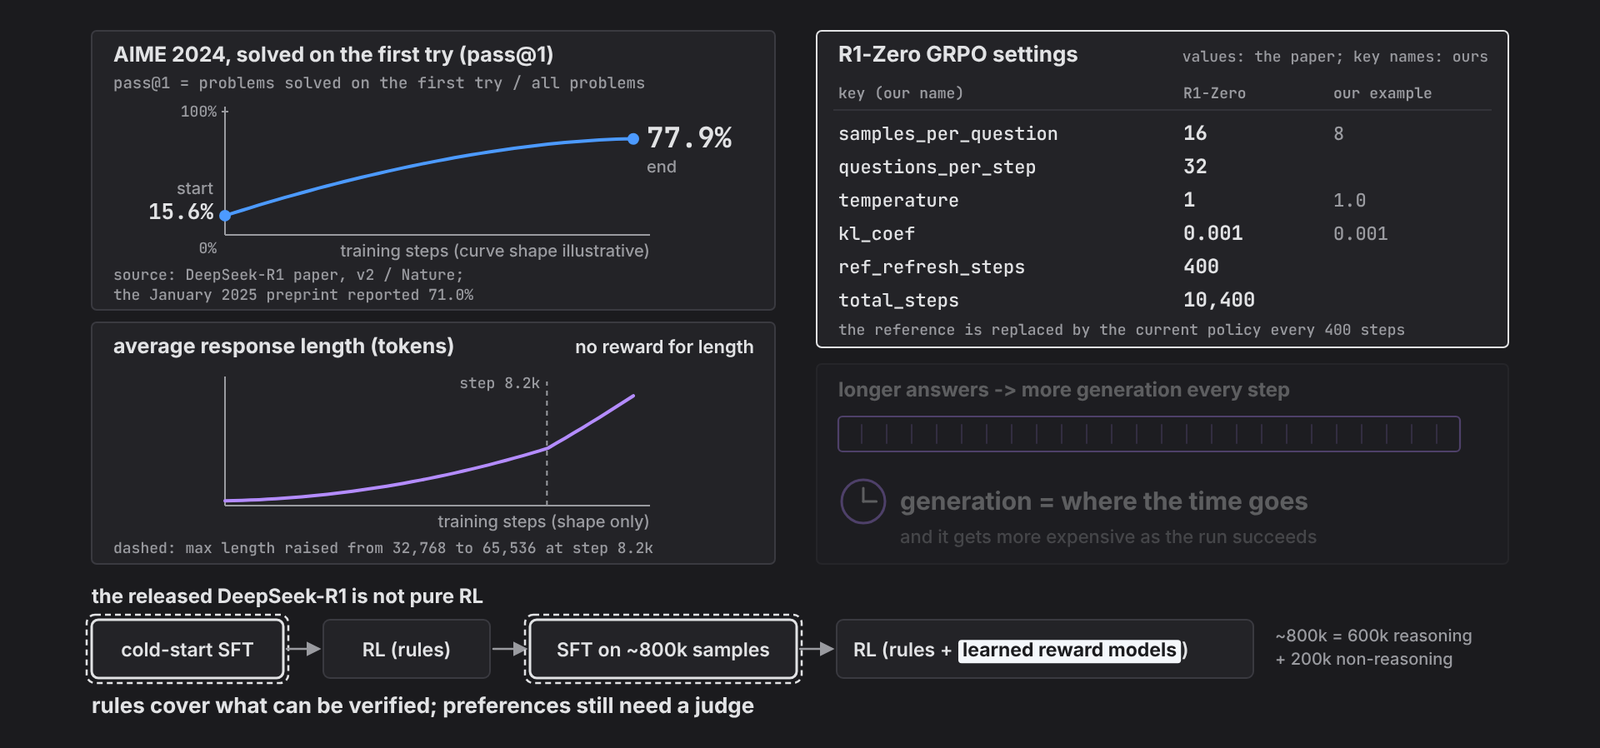 AIME 2024, solved on the first try (pass@1)
pass@1 = problems solved on the first try / all problems
100%
77.9%
end
start
15.6%
0%
training steps (curve shape illustrative)
source: DeepSeek-R1 paper, v2 / Nature;
the January 2025 preprint reported 71.0%
average response length (tokens)
no reward for length
step 8.2k
training steps (shape only)
dashed: max length raised from 32,768 to 65,536 at step 8.2k
R1-Zero GRPO settings
values: the paper; key names: ours
key (our name) R1-Zero our example
samples_per_question 16 8
questions_per_step 32
temperature 1 1.0
kl_coef 0.001 0.001
ref_refresh_steps 400
total_steps 10,400
the reference is replaced by the current policy every 400 steps
longer answers -> more generation every step
generation = where the time goes
and it gets more expensive as the run succeeds
the released DeepSeek-R1 is not pure RL
cold-start SFT
RL (rules)
SFT on ~800k samples
RL (rules + learned reward models)
~800k = 600k reasoning
+ 200k non-reasoning
rules cover what can be verified; preferences still need a judge